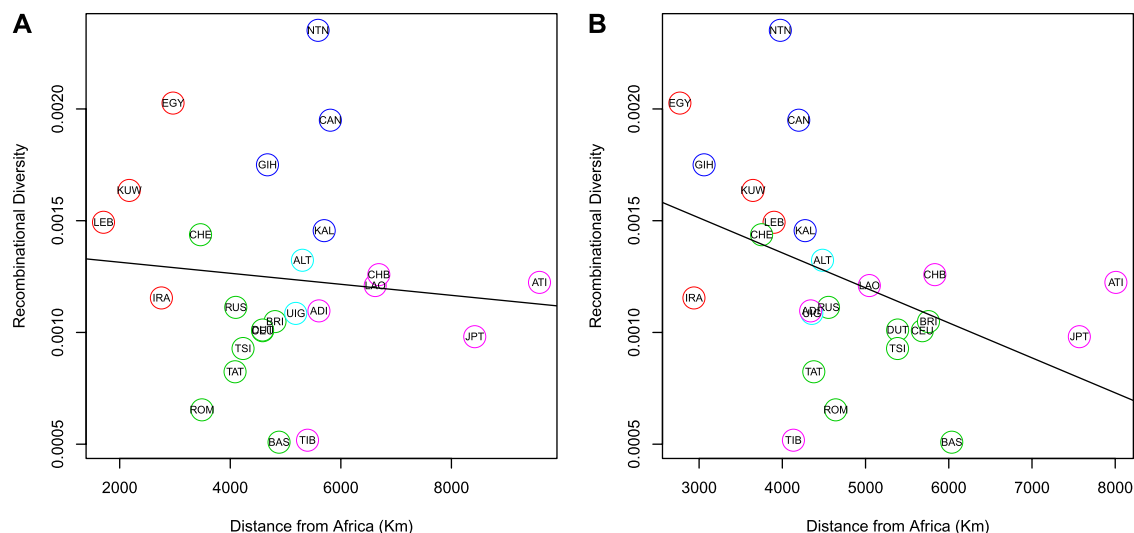 A
Recombinational Diversity
0.0020
0.0015
0.0010
0.0005
NTN
EGY
CAN
GIH
KUW
LEB
CHE
KAL
ALT
CHB
LAO
ATI
IRA
RUS
UIG
ADI
BRI
DUT
CEU
JPT
TSI
TAT
ROM
BAS
TIB
2000 4000 6000 8000
Distance from Africa (Km)
B
Recombinational Diversity
0.0020
0.0015
0.0010
0.0005
NTN
EGY
CAN
GIH
KUW
LEB
CHE
KAL
ALT
CHB
LAO
ATI
IRA
ADI
RUS
UIG
BRI
DUT
CEU
JPT
TSI
TAT
ROM
TIB
BAS
3000 4000 5000 6000 7000 8000
Distance from Africa (Km)